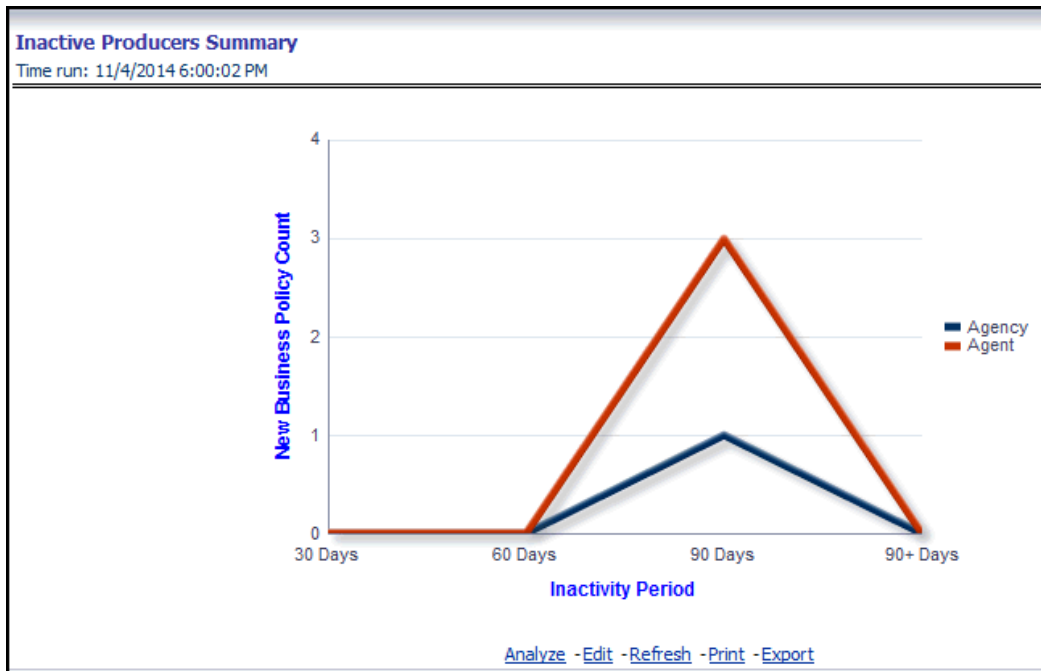 Inactive Producers Summary
Time run: 11/4/2014 6:00:02 PM
4
3
2
1
0
New Business Policy Count
30 Days
60 Days
90 Days
90+ Days
Inactivity Period
Agency
Agent
Analyze -Edit -Refresh -Print -Export